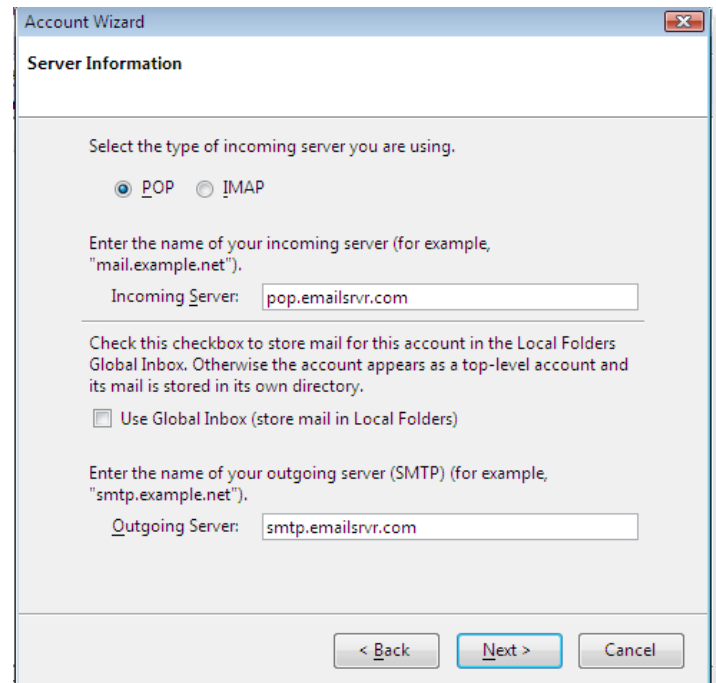 Account Wizard
Server Information
Select the type of incoming server you are using.
POP IMAP
Enter the name of your incoming server (for example,
"mail.example.net").
Incoming Server: pop.emailsrvr.com
Check this checkbox to store mail for this account in the Local Folders
Global Inbox. Otherwise the account appears as a top-level account and
its mail is stored in its own directory.
Use Global Inbox (store mail in Local Folders)
Enter the name of your outgoing server (SMTP) (for example,
"smtp.example.net").
Outgoing Server: smtp.emailsrvr.com
< Back Next > Cancel